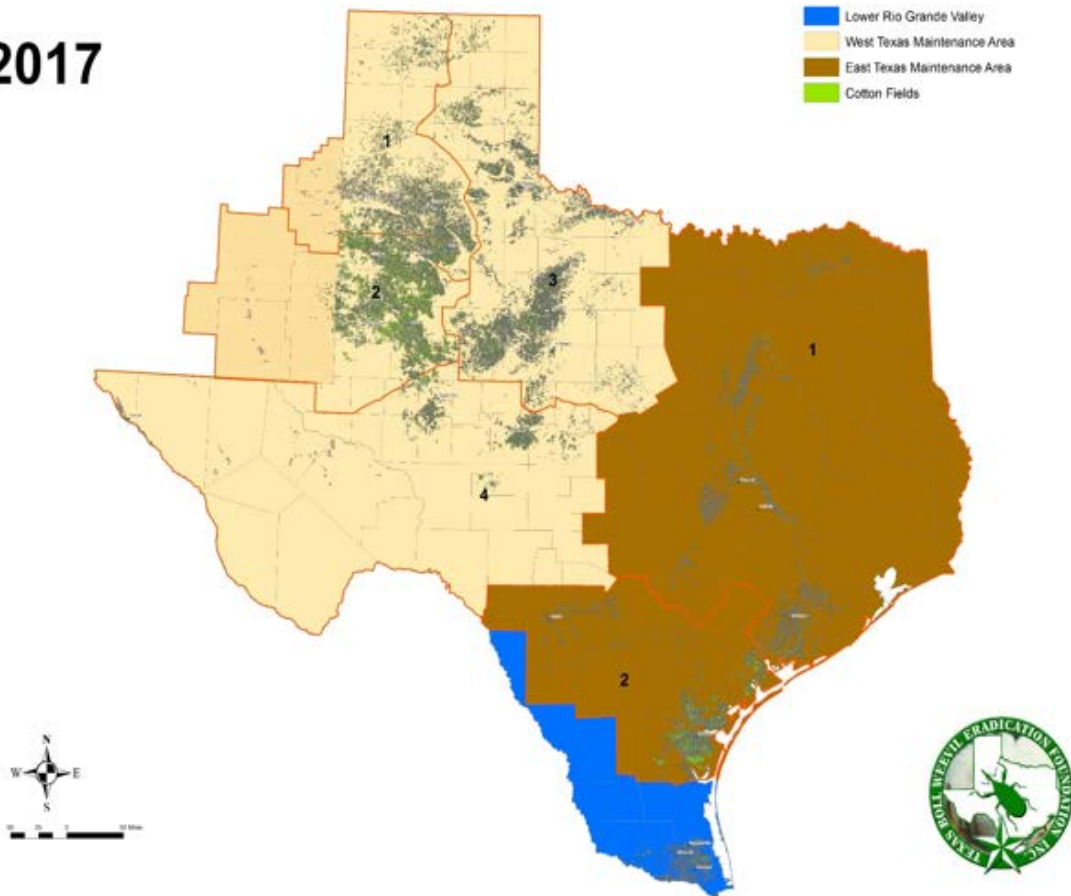 2017
Lower Rio Grande Valley
West Texas Maintenance Area
East Texas Maintenance Area
Cotton Fields
1
2
3
1
4
2
N
W E
S
TEXAS BOLL WEEVIL ERADICATION FOUNDATION INC.